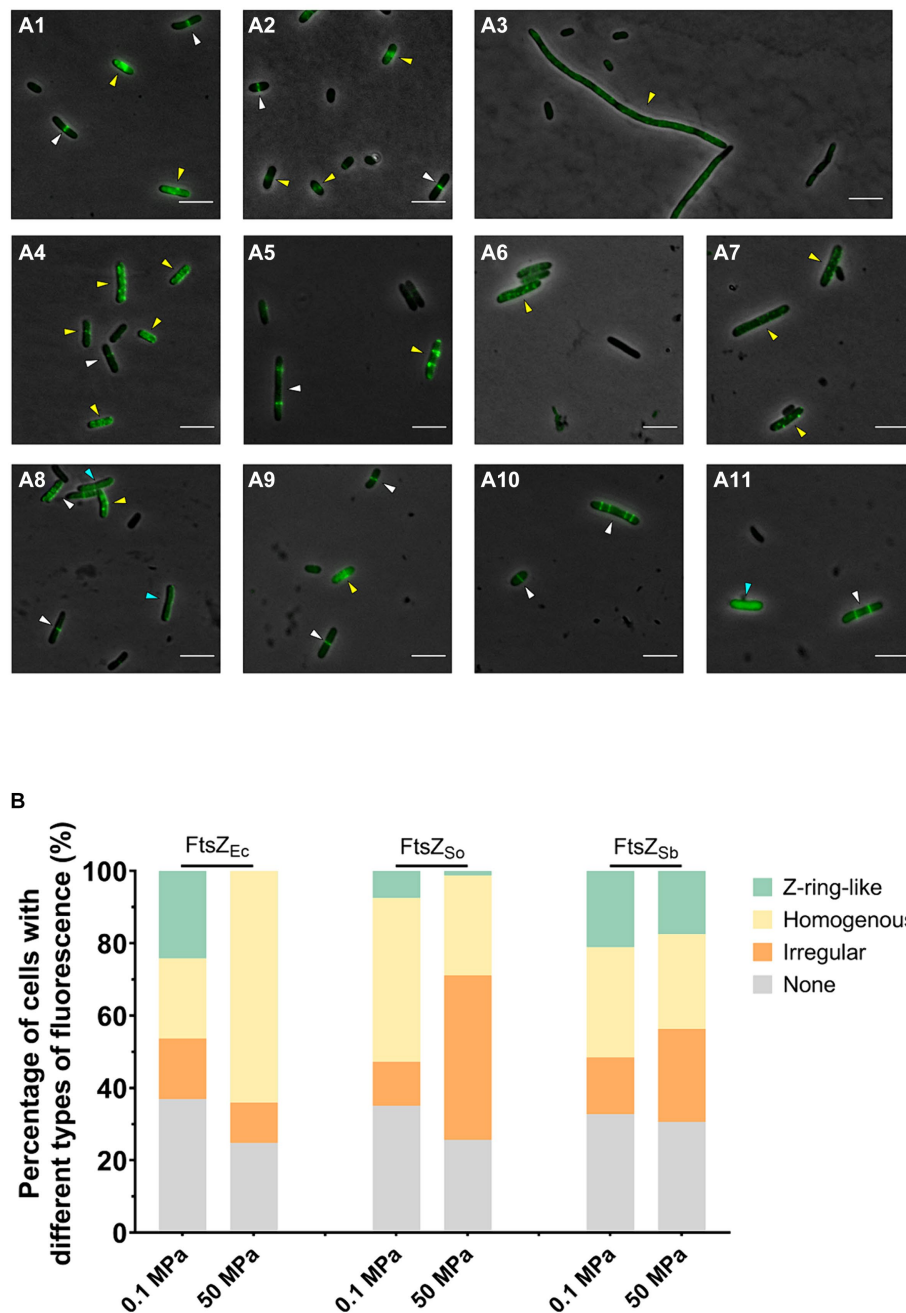 A1
A2
A3
A4
A5
A6
A7
A8
A9
A10
A11
B
Percentage of cells with
different types of fluorescence (%)
FtsZEc
FtsZSo
FtsZSb
100
80
60
40
20
0
0.1 MPa
50 MPa
0.1 MPa
50 MPa
0.1 MPa
50 MPa
Z-ring-like
Homogenous
Irregular
None